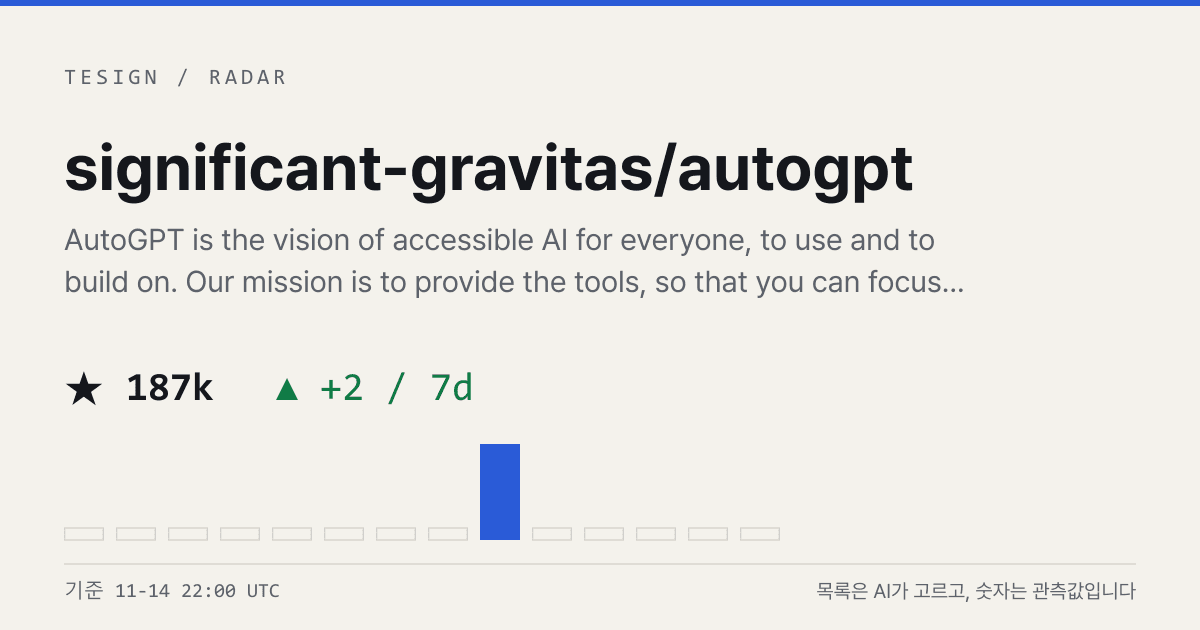 TESIGN / RADAR
significant-gravitas/autogpt
AutoGPT is the vision of accessible AI for everyone, to use and to
build on. Our mission is to provide the tools, so that you can focus...
★ 187k ▲ +2 / 7d
기준 11-14 22:00 UTC
목록은 AI가 고르고, 숫자는 관측값입니다